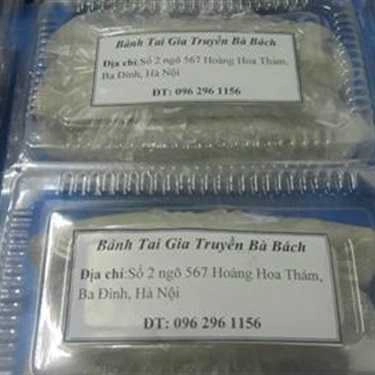 Bánh Tai Gia Truyền Bà Bách
Địa chỉ:Số 2 ngõ 567 Hoàng Hoa Thám,
Ba Đình, Hà Nội
ĐT: 096 296 1156
Bánh Tai Gia Truyền Bà Bách
Địa chỉ:Số 2 ngõ 567 Hoàng Hoa Thám,
Ba Đình, Hà Nội
ĐT: 096 296 1156